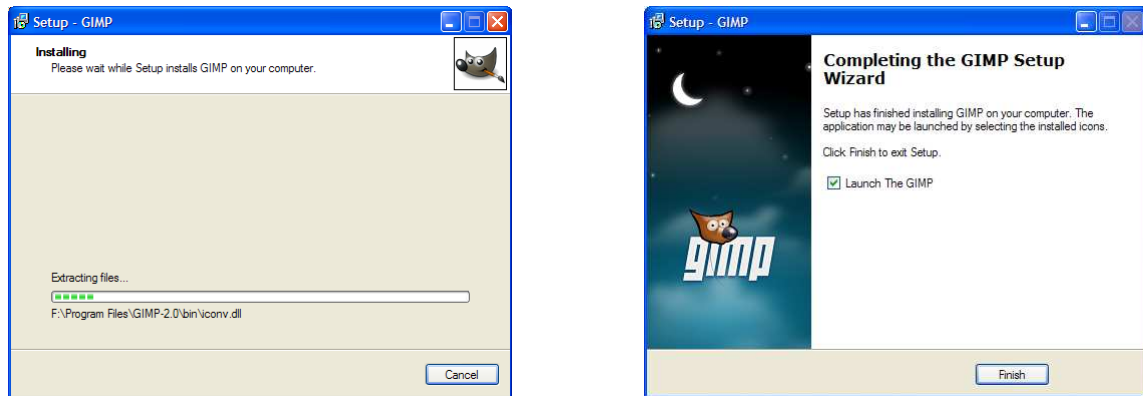 Setup - GIMP
Installing
Please wait while Setup installs GIMP on your computer.
Extracting files...
F:\Program Files\GIMP-2.0\bin\iconv.dll
Cancel
Setup - GIMP
Completing the GIMP Setup
Wizard
Setup has finished installing GIMP on your computer. The
application may be launched by selecting the installed icons.
Click Finish to exit Setup.
Launch The GIMP
gimp
Finish